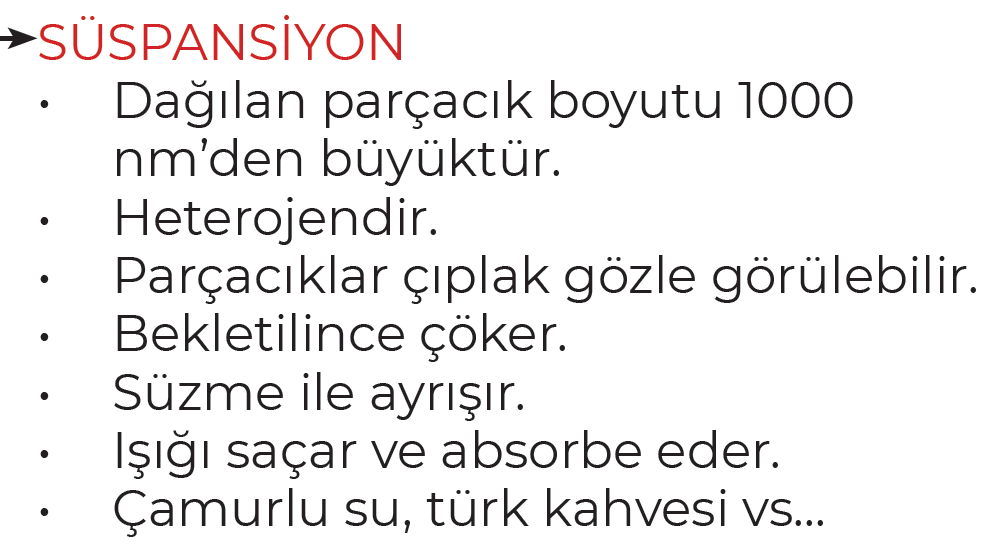 SÜSPANSİYON
• Dağılan parçacık boyutu 1000
nm’den büyüktür.
• Heterojendir.
• Parçacıklar çıplak gözle görülebilir.
• Bekletilince çöker.
• Süzme ile ayrışır.
• Işığı saçar ve absorbe eder.
• Çamurlu su, türk kahvesi vs...